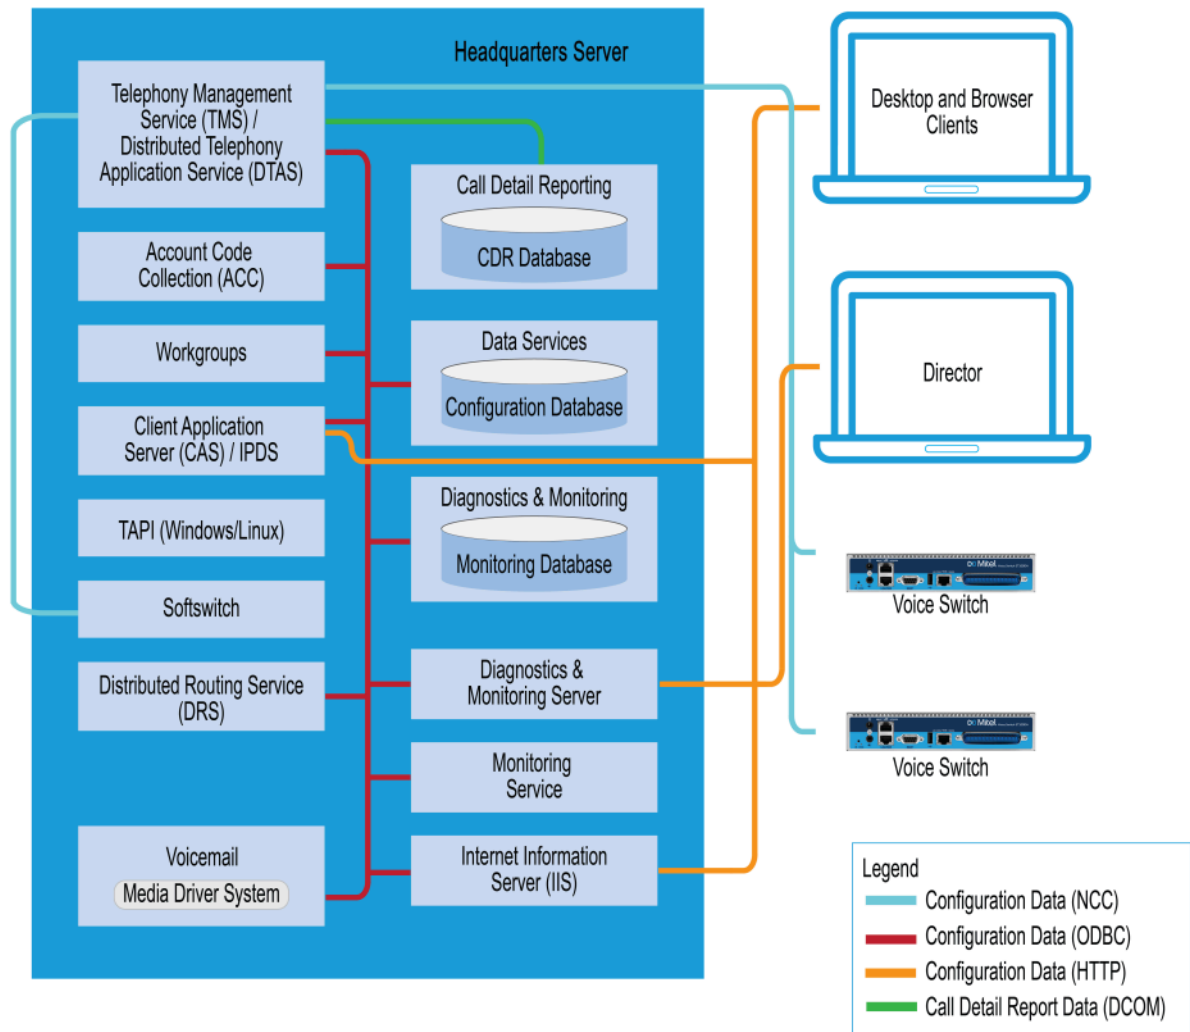 Headquarters Server
Telephony Management
Service (TMS) /
Distributed Telephony
Application Service (DTAS)
Account Code
Collection (ACC)
Workgroups
Client Application
Server (CAS) / IPDS
TAPI (Windows/Linux)
Softswitch
Distributed Routing Service
(DRS)
Voicemail
Media Driver System
Call Detail Reporting
CDR Database
Data Services
Configuration Database
Diagnostics & Monitoring
Monitoring Database
Diagnostics &
Monitoring Server
Monitoring
Service
Internet Information
Server (IIS)
Desktop and Browser
Clients
Director
Mitel
Voice Switch
Mitel
Voice Switch
Legend
Configuration Data (NCC)
Configuration Data (ODBC)
Configuration Data (HTTP)
Call Detail Report Data (DCOM)